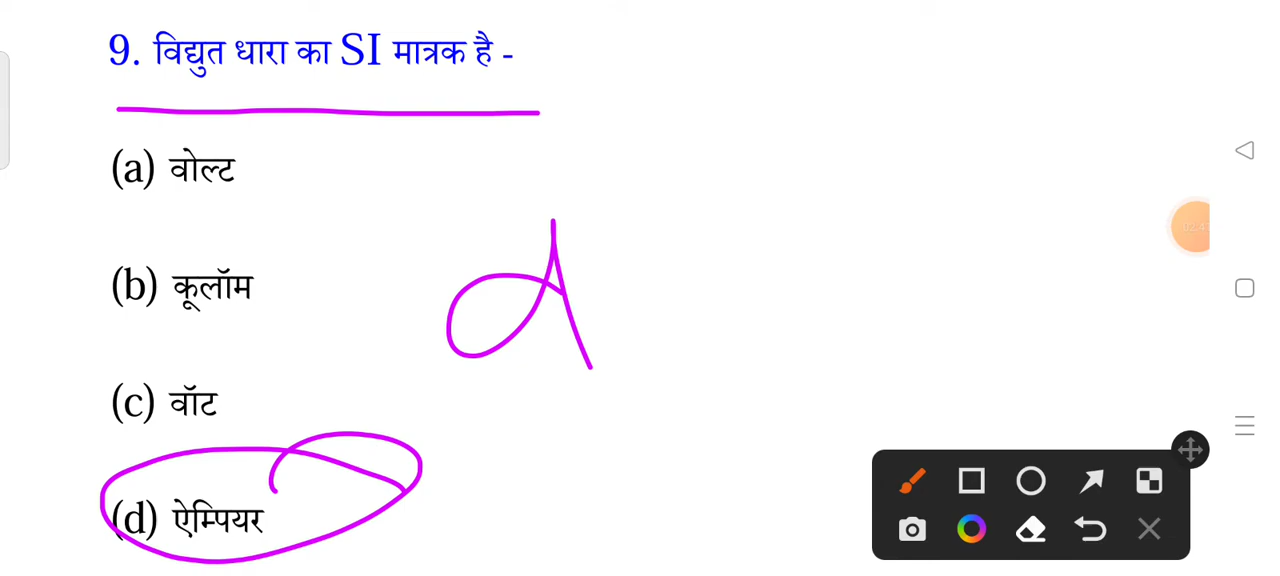 9. विद्युत धारा का SI मात्रक है -
(a) वोल्ट
(b) कूलॉम
d
(c) वॉट
(d) ऐम्पियर